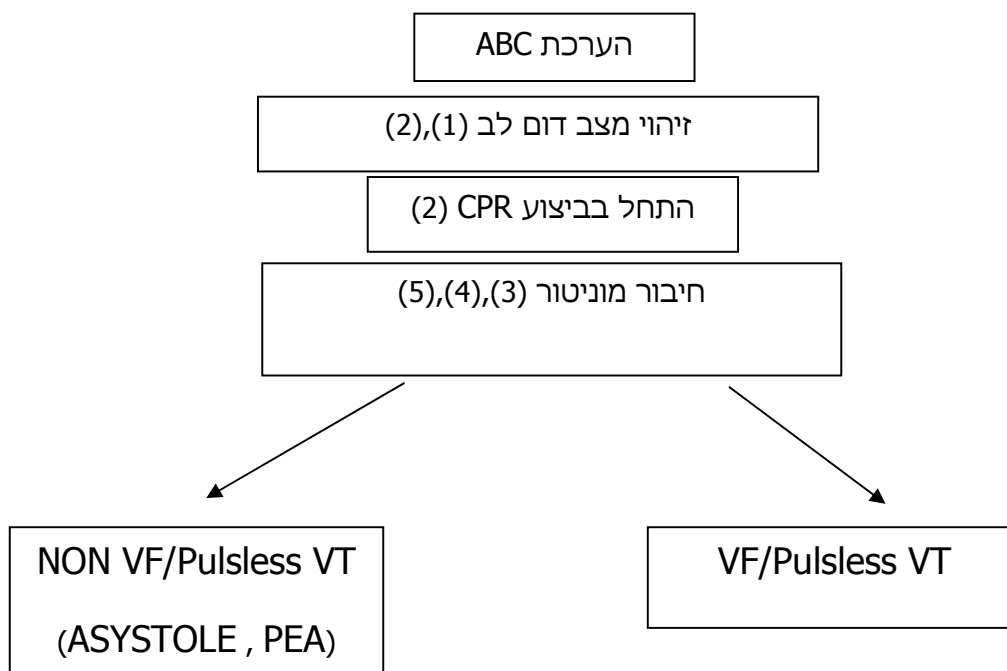 הערכת ABC
זיהוי מצב דום לב (1),(2)
התחל בביצוע CPR (2)
חיבור מוניטור (3),(4),(5)
NON VF/Pulsless VT
(ASYSTOLE , PEA)
VF/Pulsless VT